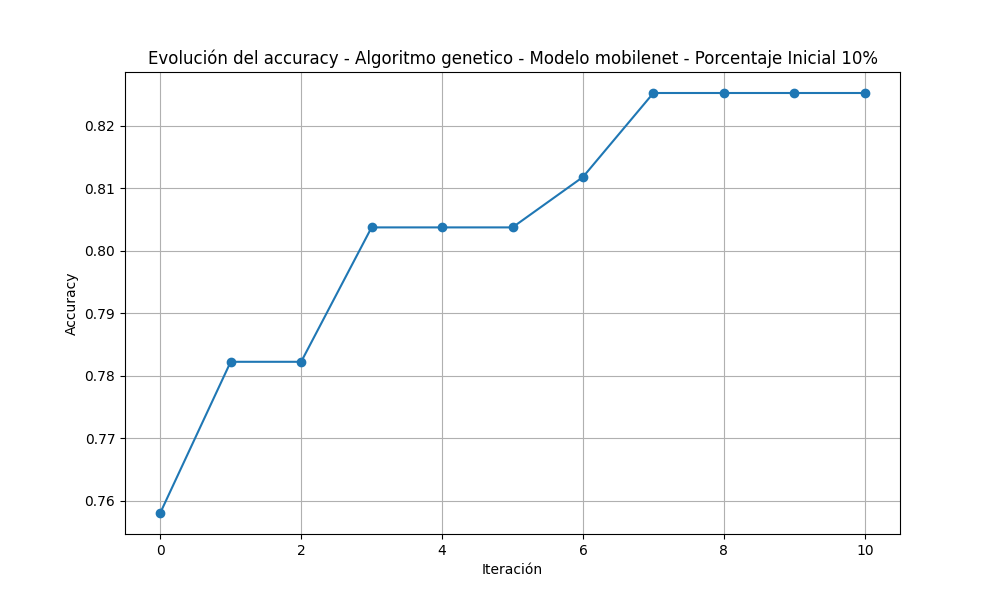 Evolución del accuracy - Algoritmo genetico - Modelo mobilenet - Porcentaje Inicial 10%
0.82
0.81
0.80
0.79
0.78
0.77
0.76
Accuracy
0 2 4 6 8 10
Iteración